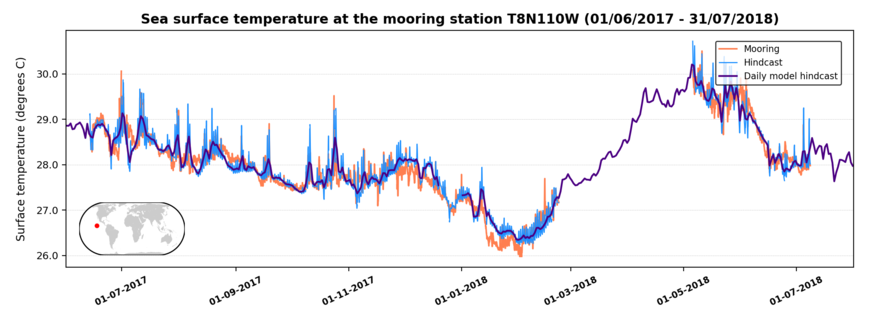 Sea surface temperature at the mooring station T8N110W (01/06/2017 - 31/07/2018)
Surface temperature (degrees C)
30.0
29.0
28.0
27.0
26.0
Mooring
Hindcast
Daily model hindcast
01-07-2017
01-09-2017
01-11-2017
01-01-2018
01-03-2018
01-05-2018
01-07-2018